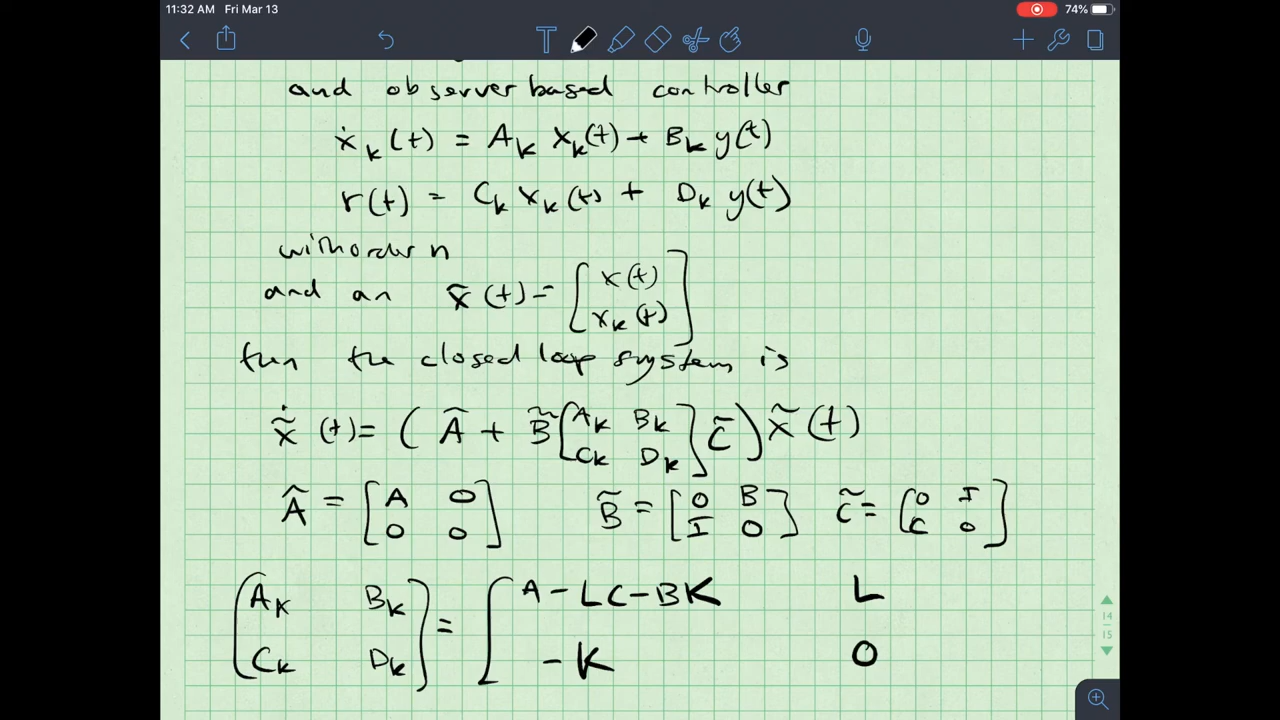 11:32 AM Fri Mar 13 74%
T
and observer based controller
ẋₖ(t) = Aₖ xₖ(t) + Bₖ y(t)
r(t) = Cₖ xₖ(t) + Dₖ y(t)
with order n
and an x̃(t) = [x(t)
xₖ(t)]
then the closed loop system is
x̃̇(t) = (Ã + B̃ [Aₖ Bₖ
Cₖ Dₖ] C̃) x̃(t)
Ã = [A 0
0 0] B̃ = [0 B
I 0] C̃ = [0 I
C 0]
[Aₖ Bₖ
Cₖ Dₖ] = [A - LC - BK L
-K 0
14
15